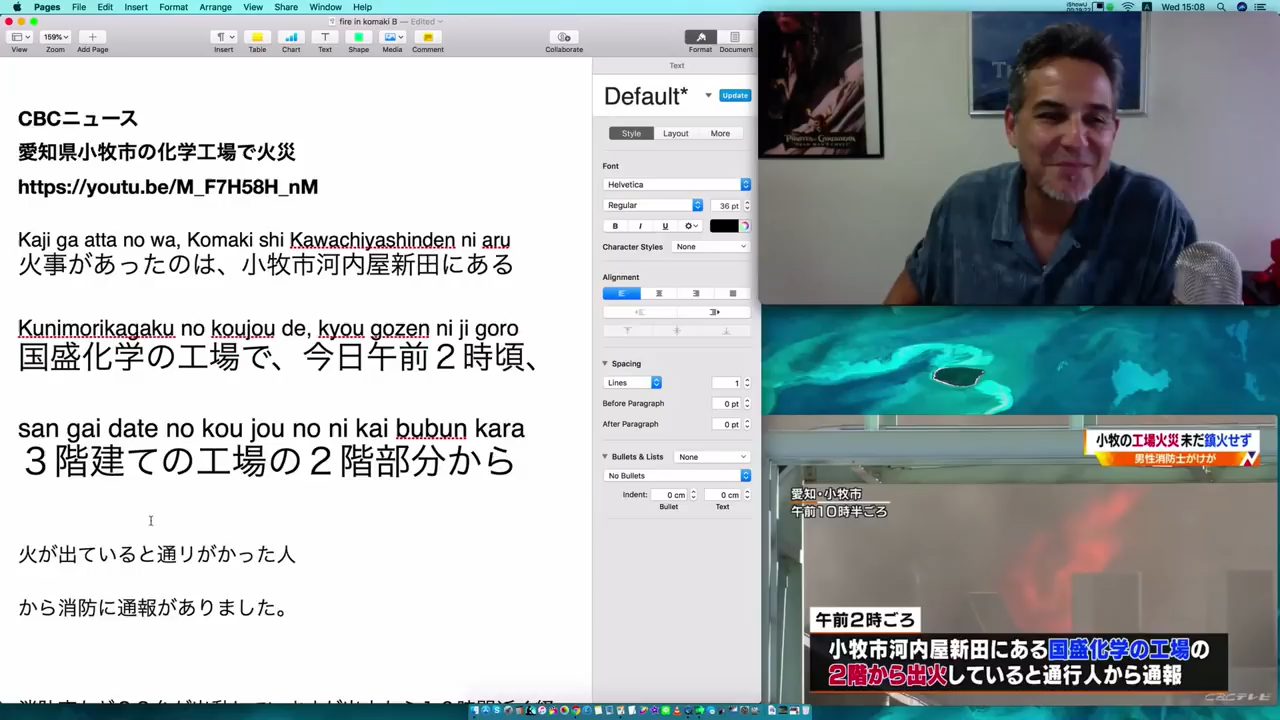 Pages File Edit Insert Format Arrange View Share Window Help
Wed 15:08
fire in komaki B — Edited
159%
View Zoom Add Page
Insert Table Chart Text Shape Media Comment
Collaborate
Format Document
Text
Default*
Update
Style Layout More
Font
Helvetica
Regular
36 pt
B I U
Character Styles None
Alignment
Spacing
Lines
1
Before Paragraph
0 pt
After Paragraph
0 pt
Bullets & Lists None
No Bullets
Indent: 0 cm 0 cm
Bullet Text
CBCニュース
愛知県小牧市の化学工場で火災
https://youtu.be/M_F7H58H_nM
Kaji ga atta no wa, Komaki shi Kawachiyashinden ni aru
火事があったのは、小牧市河内屋新田にある
Kunimorikagaku no koujou de, kyou gozen ni ji goro
国盛化学の工場で、今日午前２時頃、
san gai date no kou jou no ni kai bubun kara
３階建ての工場の２階部分から
火が出ていると通リがかった人
から消防に通報がありました。
小牧の工場火災 未だ鎮火せず
男性消防士がけが
愛知・小牧市
午前10時半ごろ
午前2時ごろ
小牧市河内屋新田にある国盛化学の工場の
2階から出火していると通行人から通報
CBCテレビ